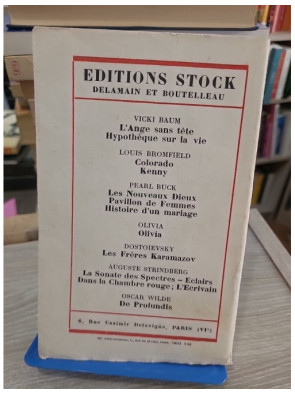 EDITIONS STOCK
DELAMAIN ET BOUTELLEAU
VICKI BAUM
L'Ange sans tête
Hypothèque sur la vie
LOUIS BROMFIELD
Colorado
Kenny
PEARL BUCK
Les Nouveaux Dieux
Pavillon de Femmes
Histoire d'un mariage
OLIVIA
Olivia
DOSTOIEVSKY
Les Frères Karamazov
AUGUSTE STRINDBERG
La Sonate des Spectres – Eclairs
Dans la Chambre rouge; L'Ecrivain
OSCAR WILDE
De Profundis
6, Rue Casimir Delavigne, PARIS (VIe)